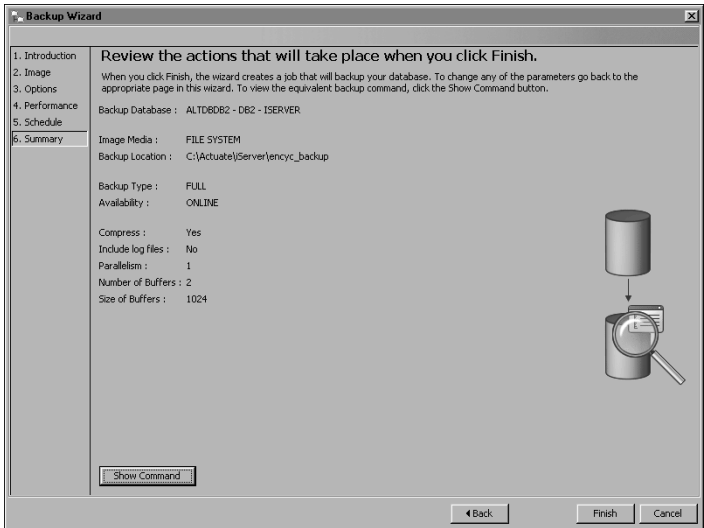 Backup Wizard
1. Introduction
2. Image
3. Options
4. Performance
5. Schedule
6. Summary
Review the actions that will take place when you click Finish.
When you click Finish, the wizard creates a job that will backup your database. To change any of the parameters go back to the
appropriate page in this wizard. To view the equivalent backup command, click the Show Command button.
Backup Database : ALTDBDB2 - DB2 - ISERVER
Image Media : FILE SYSTEM
Backup Location : C:\Actuate\iServer\encyc_backup
Backup Type : FULL
Availability : ONLINE
Compress : Yes
Include log files : No
Parallelism : 1
Number of Buffers : 2
Size of Buffers : 1024
Show Command
Back
Finish
Cancel